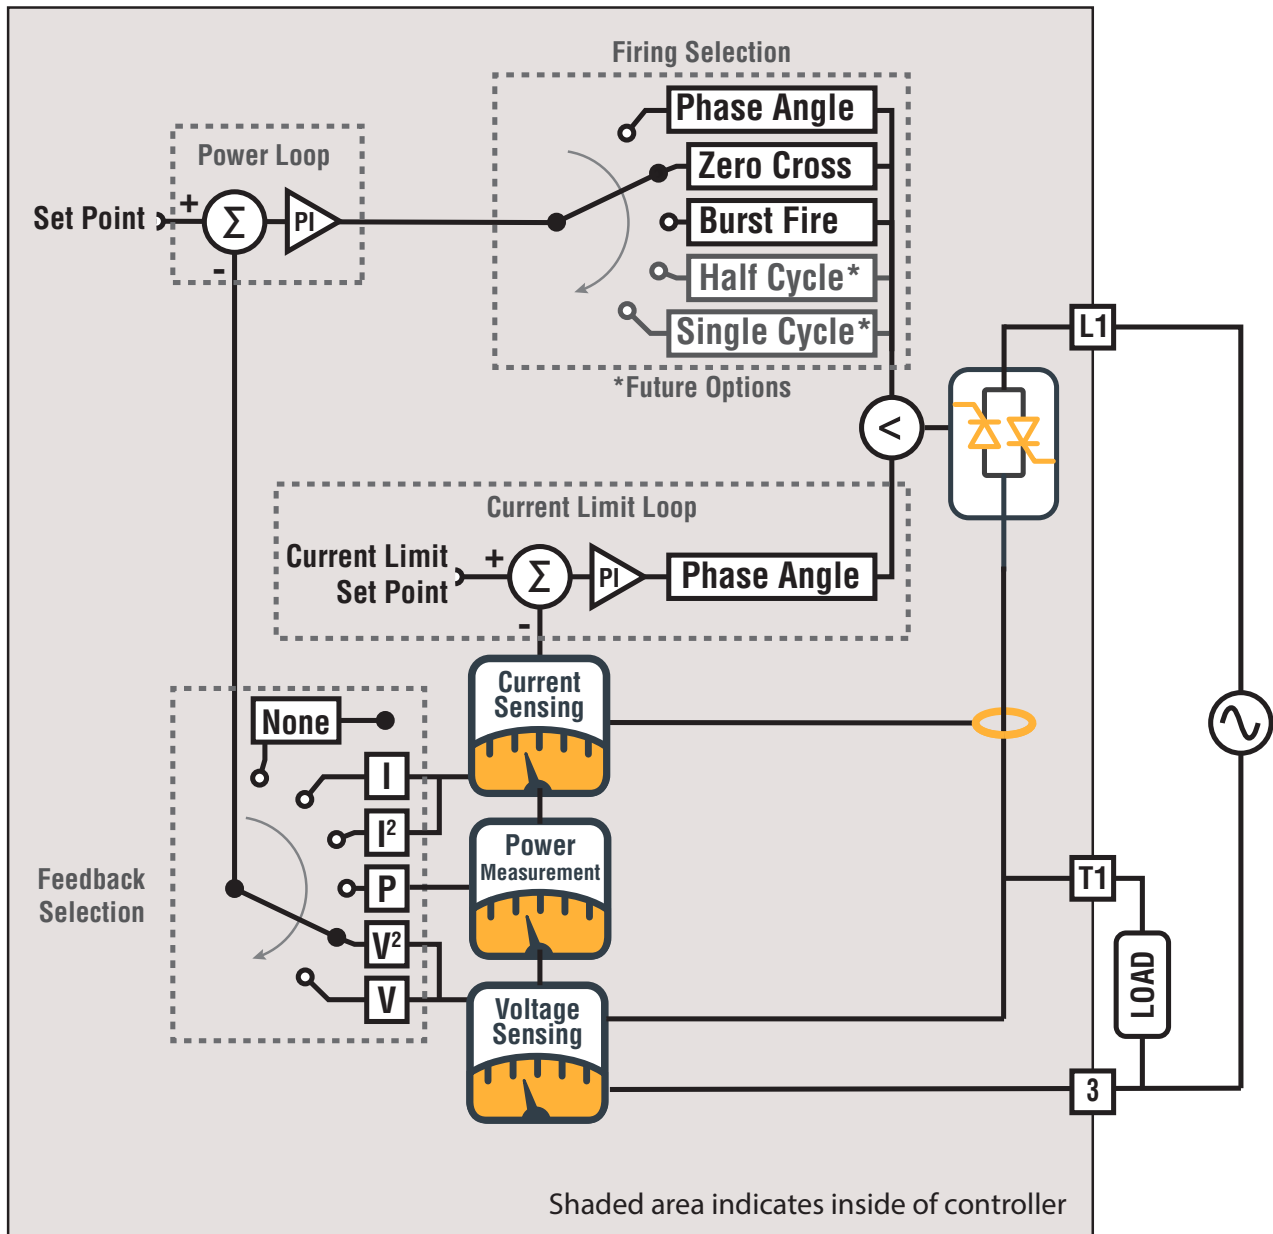 Firing Selection
Phase Angle
Power Loop
Zero Cross
Set Point
+
Σ
PI
Burst Fire
-
Half Cycle*
Single Cycle*
L1
*Future Options
<
Current Limit Loop
Current Limit
Set Point
+
Σ
PI
Phase Angle
-
Current
Sensing
None
I
I²
Power
Measurement
P
T1
Feedback
Selection
V²
V
Voltage
Sensing
LOAD
3
Shaded area indicates inside of controller